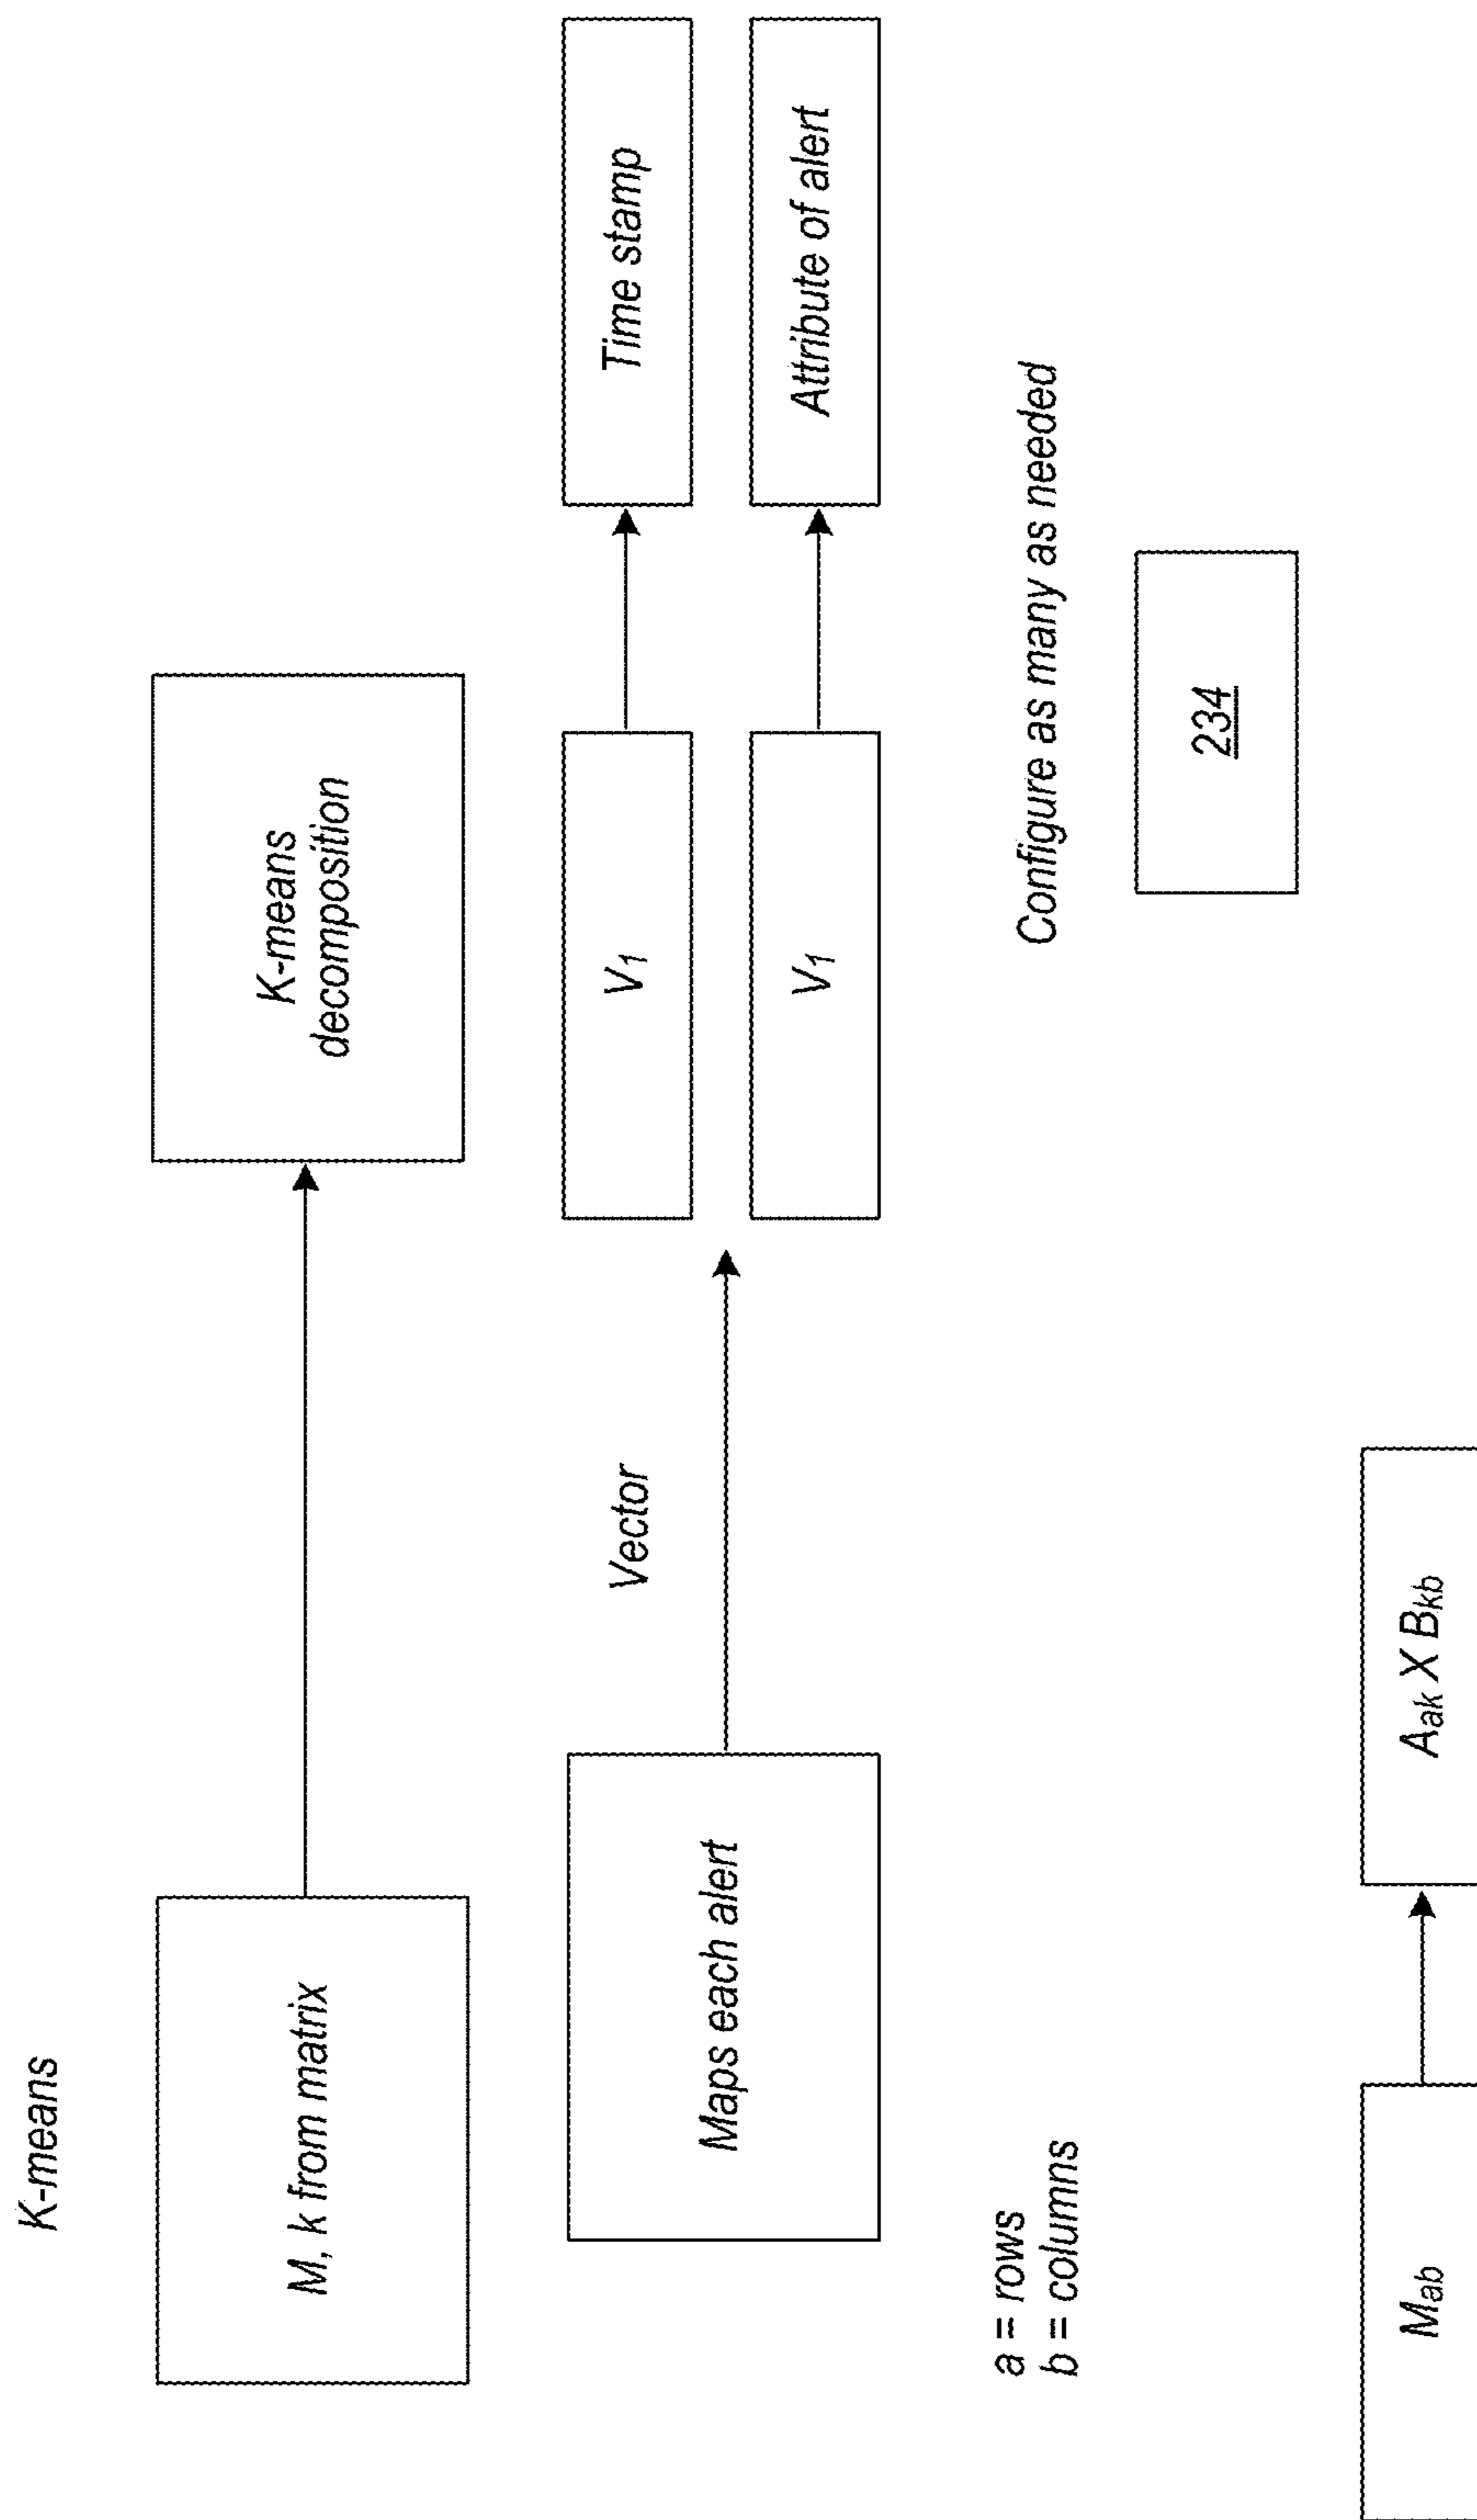 K-means
M, k from matrix
K-means
decomposition
Maps each alert
Vector
V1
Time stamp
V1
Attribute of alert
a = rows
b = columns
Configure as many as needed
234
Mab
Aak X Bkb